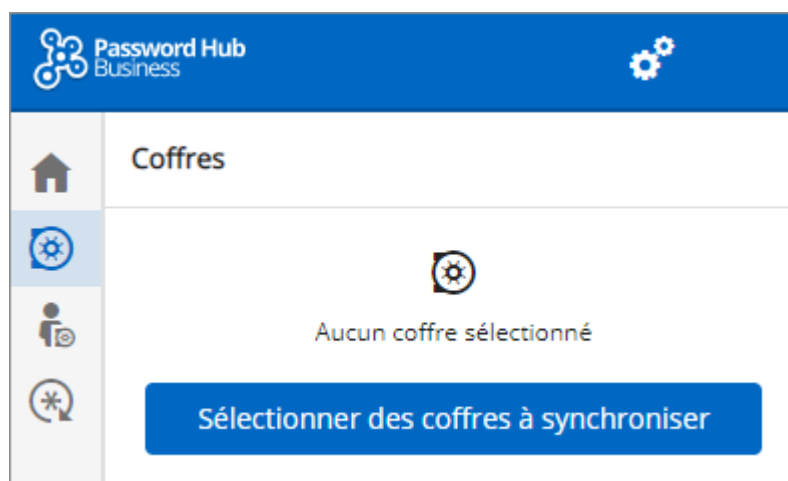 Password Hub
Business
Coffres
Aucun coffre sélectionné
Sélectionner des coffres à synchroniser